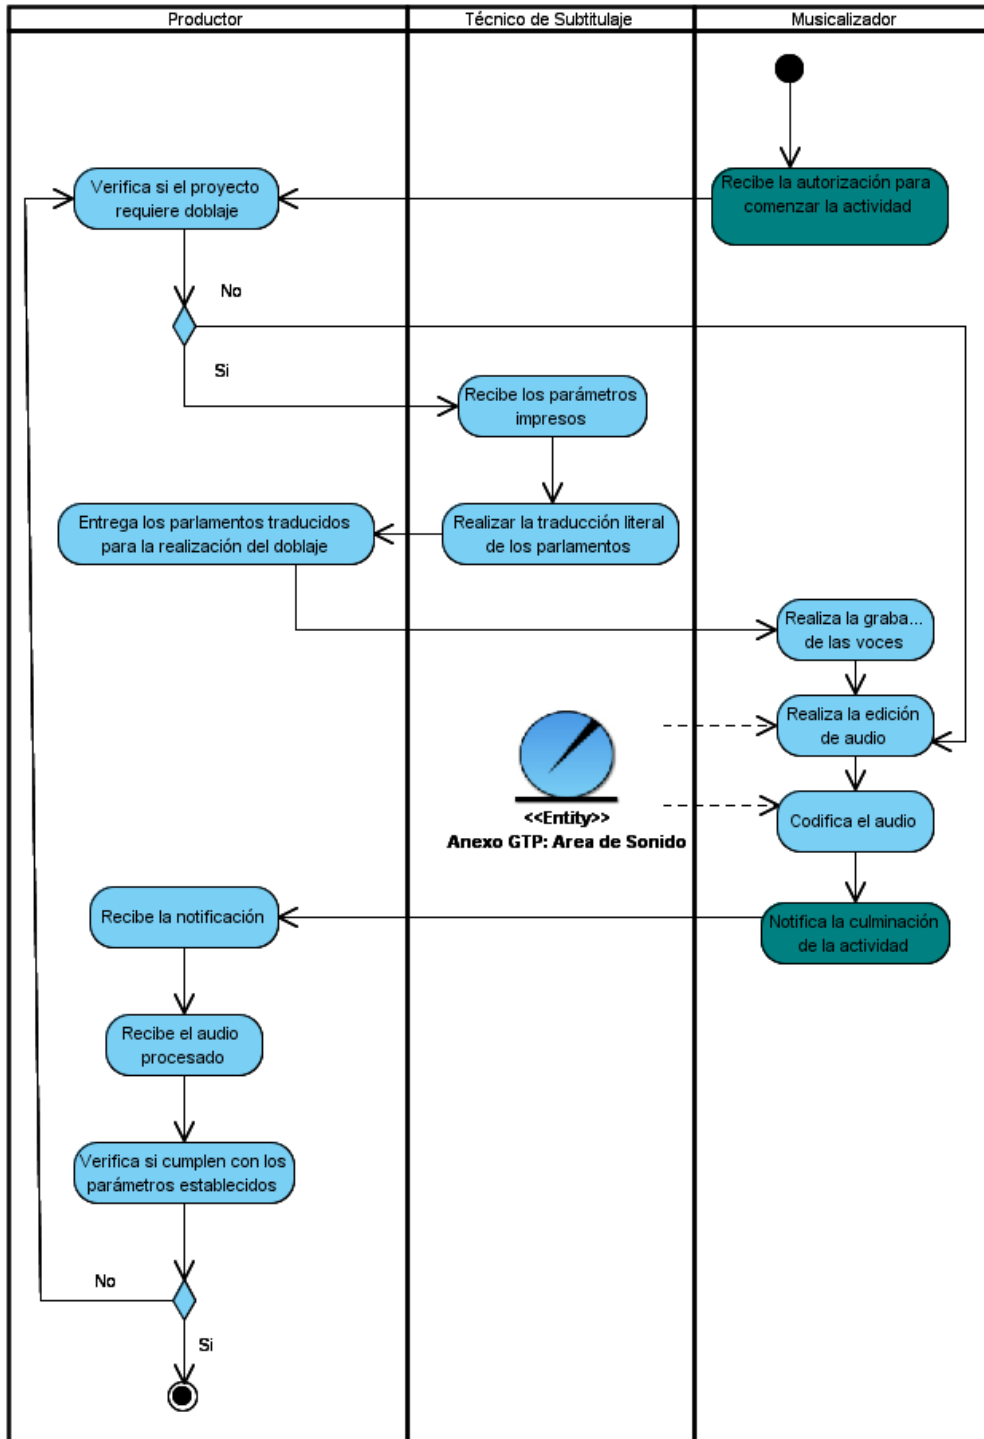 Productor
Técnico de Subtitulaje
Musicalizador
Recibe la autorización para
comenzar la actividad
Verifica si el proyecto
requiere doblaje
No
Si
Recibe los parámetros
impresos
Realizar la traducción literal
de los parlamentos
Entrega los parlamentos traducidos
para la realización del doblaje
Realiza la graba...
de las voces
Realiza la edición
de audio
Codifica el audio
<<Entity>>
Anexo GTP: Area de Sonido
Notifica la culminación
de la actividad
Recibe la notificación
Recibe el audio
procesado
Verifica si cumplen con los
parámetros establecidos
No
Si